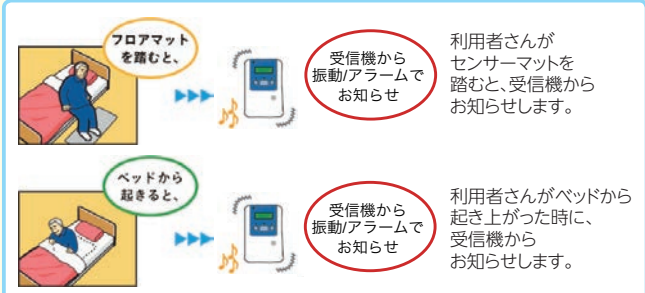 フロアマット
を踏むと、
受信機から
振動/アラームで
お知らせ
利用者さんが
センサーマットを
踏むと、受信機から
お知らせします。
ベッドから
起きると、
受信機から
振動/アラームで
お知らせ
利用者さんがベッドから
起き上がった時に、
受信機から
お知らせします。